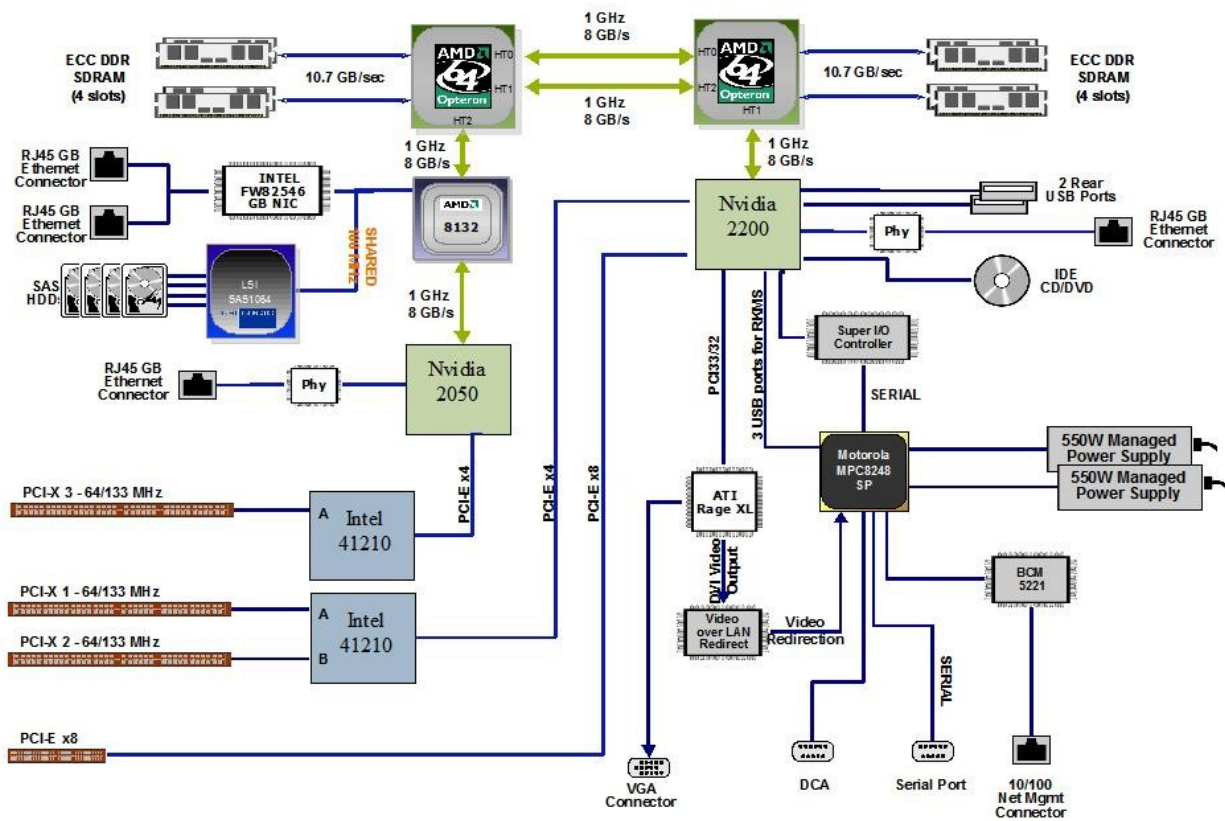 1 GHz
8 GB/s
1 GHz
8 GB/s
ECC DDR
SDRAM
(4 slots)
10.7 GB/sec
AMD
64
Opteron
HT0
HT1
HT2
AMD
64
Opteron
HT0
HT2
HT1
10.7 GB/sec
ECC DDR
SDRAM
(4 slots)
1 GHz
8 GB/s
1 GHz
8 GB/s
RJ45 GB
Ethernet
Connector
RJ45 GB
Ethernet
Connector
INTEL
FW82546
GB NIC
AMD
8132
SHARED
100 MHz
SAS
HDDs
LSI
SAS1064
1 GHz
8 GB/s
Nvidia
2200
2 Rear
USB Ports
Phy
RJ45 GB
Ethernet
Connector
IDE
CD/DVD
Super I/O
Controller
SERIAL
RJ45 GB
Ethernet
Connector
Phy
Nvidia
2050
PCI-E x4
PCI-E x4
PCI-E x8
PCI33/32
3 USB ports for RKMS
Motorola
MPC8248
SP
550W Managed
Power Supply
550W Managed
Power Supply
PCI-X 3 - 64/133 MHz
A
Intel
41210
ATI
Rage XL
DVI Video
Output
BCM
5221
PCI-X 1 - 64/133 MHz
PCI-X 2 - 64/133 MHz
A
B
Intel
41210
Video
over LAN
Redirect
Video
Redirection
SERIAL
PCI-E x8
VGA
Connector
DCA
Serial Port
10/100
Net Mgmt
Connector